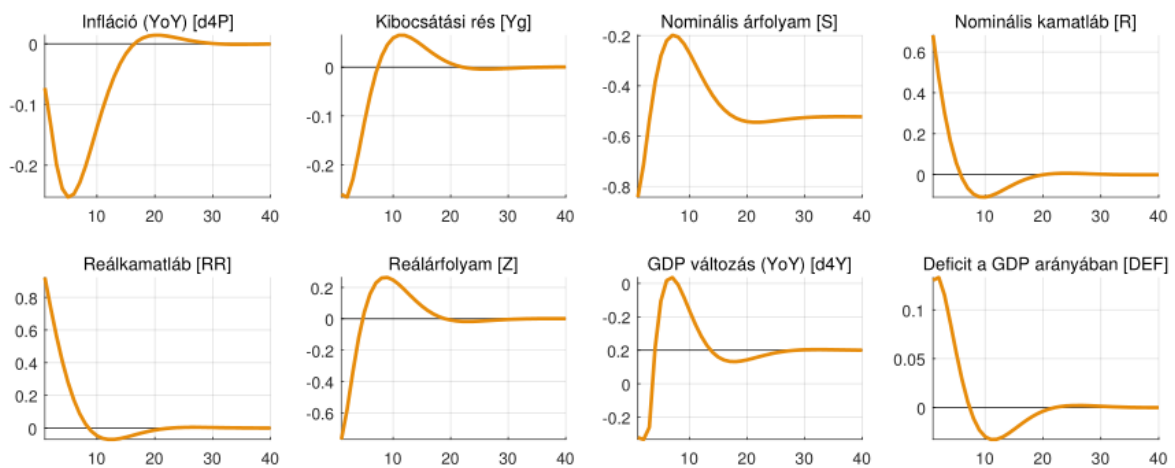 Infláció (YoY) [d4P]
0
-0.1
-0.2
10 20 30 40
Kibocsátási rés [Yg]
0
-0.1
-0.2
10 20 30 40
Nominális árfolyam [S]
-0.2
-0.4
-0.6
-0.8
10 20 30 40
Nominális kamatláb [R]
0.6
0.4
0.2
0
10 20 30 40
Reálkamatláb [RR]
0.8
0.6
0.4
0.2
0
10 20 30 40
Reálárfolyam [Z]
0.2
0
-0.2
-0.4
-0.6
10 20 30 40
GDP változás (YoY) [d4Y]
0
-0.2
0.2
0
-0.2
10 20 30 40
Deficit a GDP arányában [DEF]
0.1
0.05
0
10 20 30 40